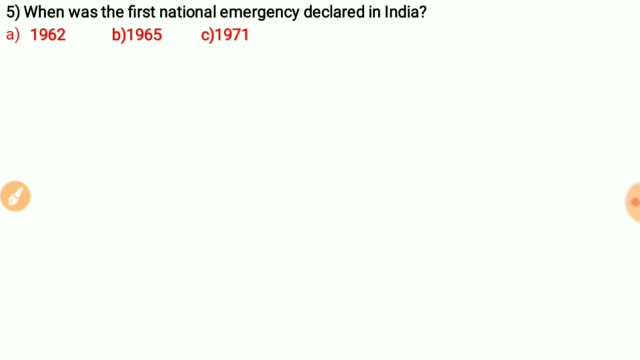 5) When was the first national emergency declared in India?
a) 1962 b)1965 c)1971